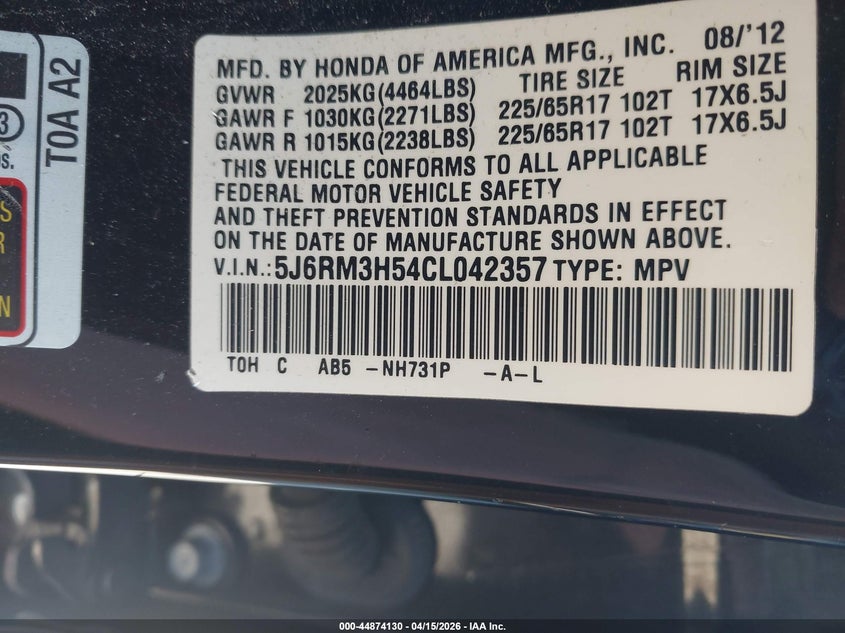 MFD. BY HONDA OF AMERICA MFG., INC. 08/'12
GVWR 2025KG(4464LBS) TIRE SIZE RIM SIZE
GAWR F 1030KG(2271LBS) 225/65R17 102T 17X6.5J
GAWR R 1015KG(2238LBS) 225/65R17 102T 17X6.5J
THIS VEHICLE CONFORMS TO ALL APPLICABLE
FEDERAL MOTOR VEHICLE SAFETY
AND THEFT PREVENTION STANDARDS IN EFFECT
ON THE DATE OF MANUFACTURE SHOWN ABOVE.
V.I.N.:5J6RM3H54CL042357 TYPE: MPV
TOH C AB5 -NH731P -A-L
TOA A2
000-44874130 - 04/15/2026 - IAA Inc.